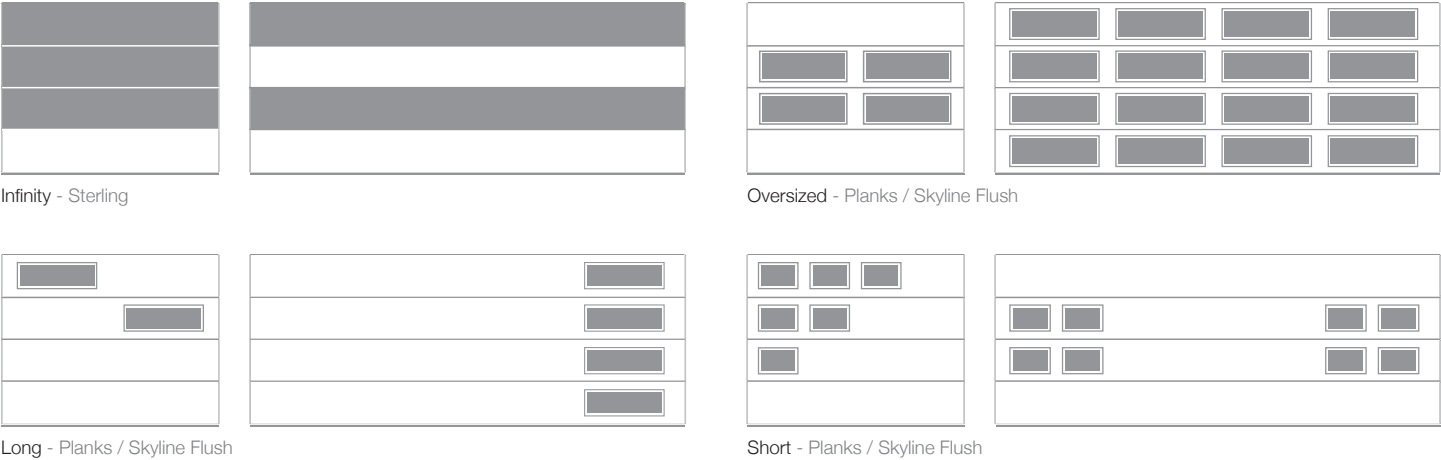 Infinity - Sterling
Oversized - Planks / Skyline Flush
Long - Planks / Skyline Flush
Short - Planks / Skyline Flush